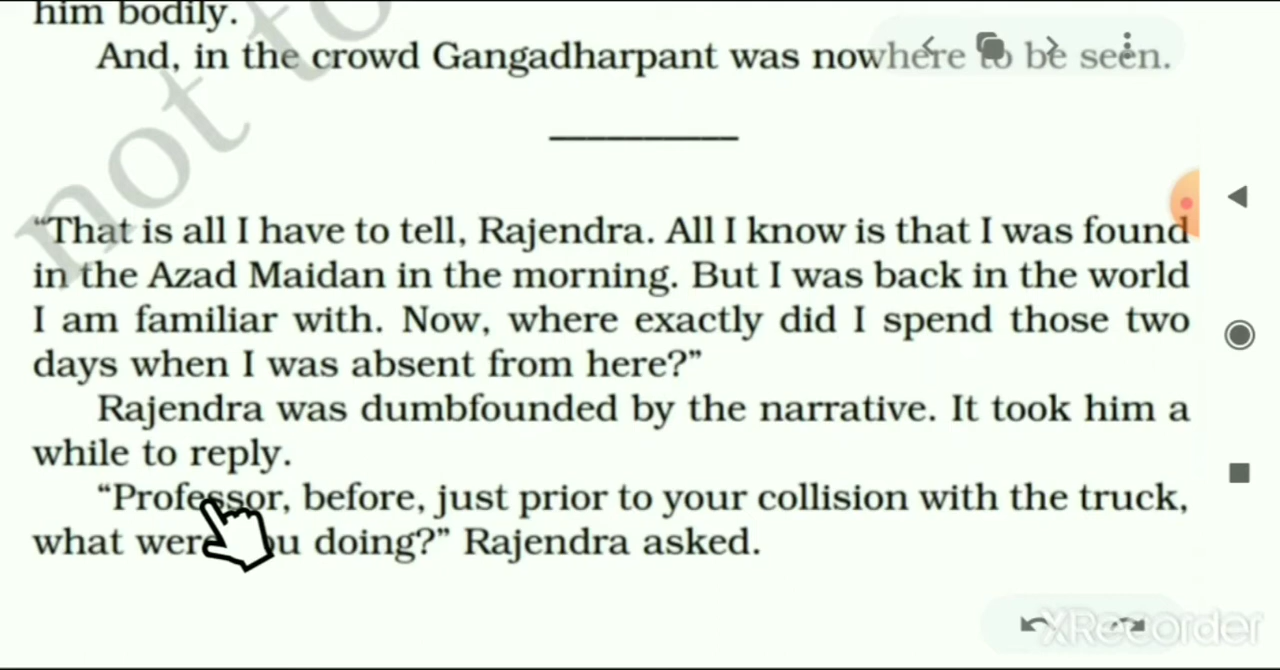 him bodily.
And, in the crowd Gangadharpant was nowhere to be seen.
not to
“That is all I have to tell, Rajendra. All I know is that I was found
in the Azad Maidan in the morning. But I was back in the world
I am familiar with. Now, where exactly did I spend those two
days when I was absent from here?”
Rajendra was dumbfounded by the narrative. It took him a
while to reply.
“Professor, before, just prior to your collision with the truck,
what were you doing?” Rajendra asked.
XRecorder